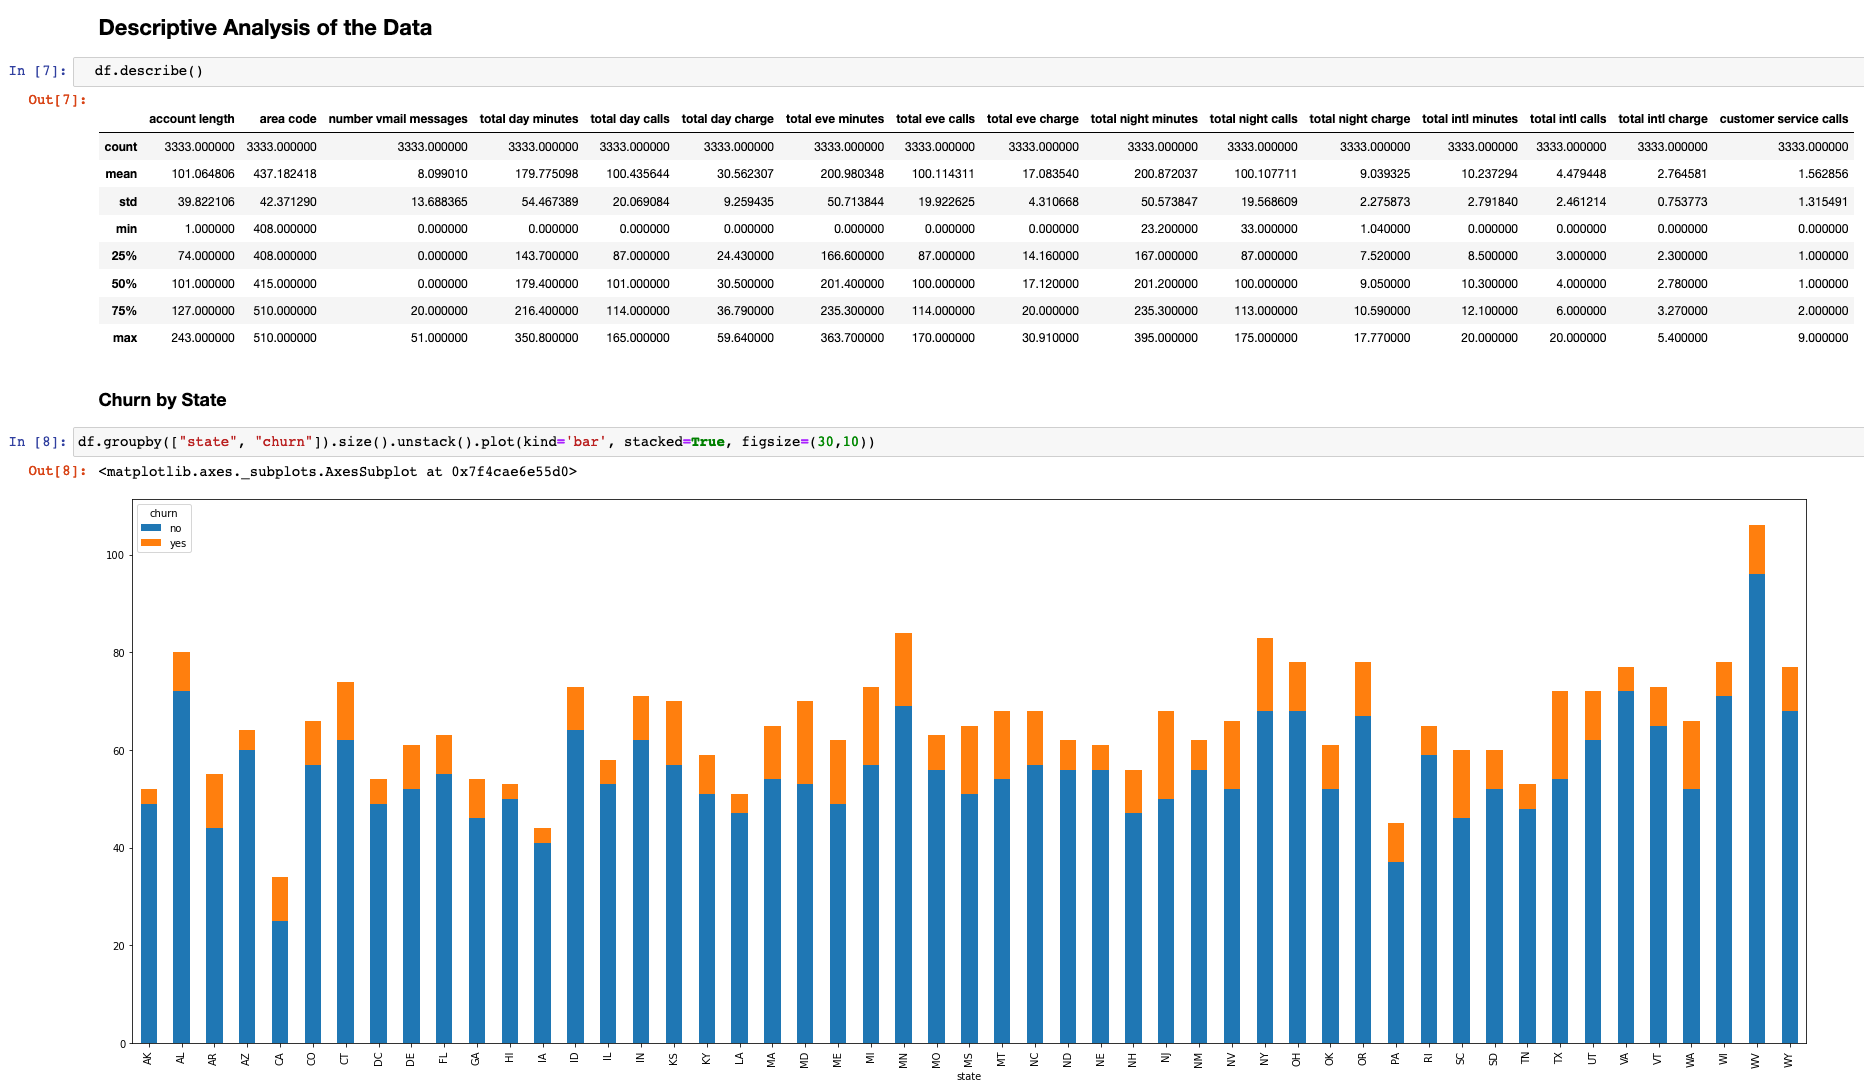 Descriptive Analysis of the Data
In [7]: df.describe()
Out[7]:
account length area code number vmail messages total day minutes total day calls total day charge total eve minutes total eve calls total eve charge total night minutes total night calls total night charge total intl minutes total intl calls total intl charge customer service calls
count 3333.000000 3333.000000 3333.000000 3333.000000 3333.000000 3333.000000 3333.000000 3333.000000 3333.000000 3333.000000 3333.000000 3333.000000 3333.000000 3333.000000 3333.000000 3333.000000
mean 101.064806 437.182418 8.099010 179.775098 100.435644 30.562307 200.980348 100.114311 17.083540 200.872037 100.107711 9.039325 10.237294 4.479448 2.764581 1.562856
std 39.822106 42.371290 13.688365 54.467389 20.069084 9.259435 50.713844 19.922625 4.310668 50.573847 19.568609 2.275873 2.791840 2.461214 0.753773 1.315491
min 1.000000 408.000000 0.000000 0.000000 0.000000 0.000000 0.000000 0.000000 0.000000 23.200000 33.000000 1.040000 0.000000 0.000000 0.000000 0.000000
25% 74.000000 408.000000 0.000000 143.700000 87.000000 24.430000 166.600000 87.000000 14.160000 167.000000 87.000000 7.520000 8.500000 3.000000 2.300000 1.000000
50% 101.000000 415.000000 0.000000 179.400000 101.000000 30.500000 201.400000 100.000000 17.120000 201.200000 100.000000 9.050000 10.300000 4.000000 2.780000 1.000000
75% 127.000000 510.000000 20.000000 216.400000 114.000000 36.790000 235.300000 114.000000 20.000000 235.300000 113.000000 10.590000 12.100000 6.000000 3.270000 2.000000
max 243.000000 510.000000 51.000000 350.800000 165.000000 59.640000 363.700000 170.000000 30.910000 395.000000 175.000000 17.770000 20.000000 20.000000 5.400000 9.000000
Churn by State
In [8]: df.groupby(["state", "churn"]).size().unstack().plot(kind='bar', stacked=True, figsize=(30,10))
Out[8]: <matplotlib.axes._subplots.AxesSubplot at 0x7f4cae6e55d0>
churn
no
yes
100
80
60
40
20
0
AK AL AR AZ CA CO CT DC DE FL GA HI IA ID IL IN KS KY LA MA MD ME MI MN MO MS MT NC ND NE NH NJ NM NV NY OH OK OR PA RI SC SD TN TX UT VA VT WA WI WV WY
state